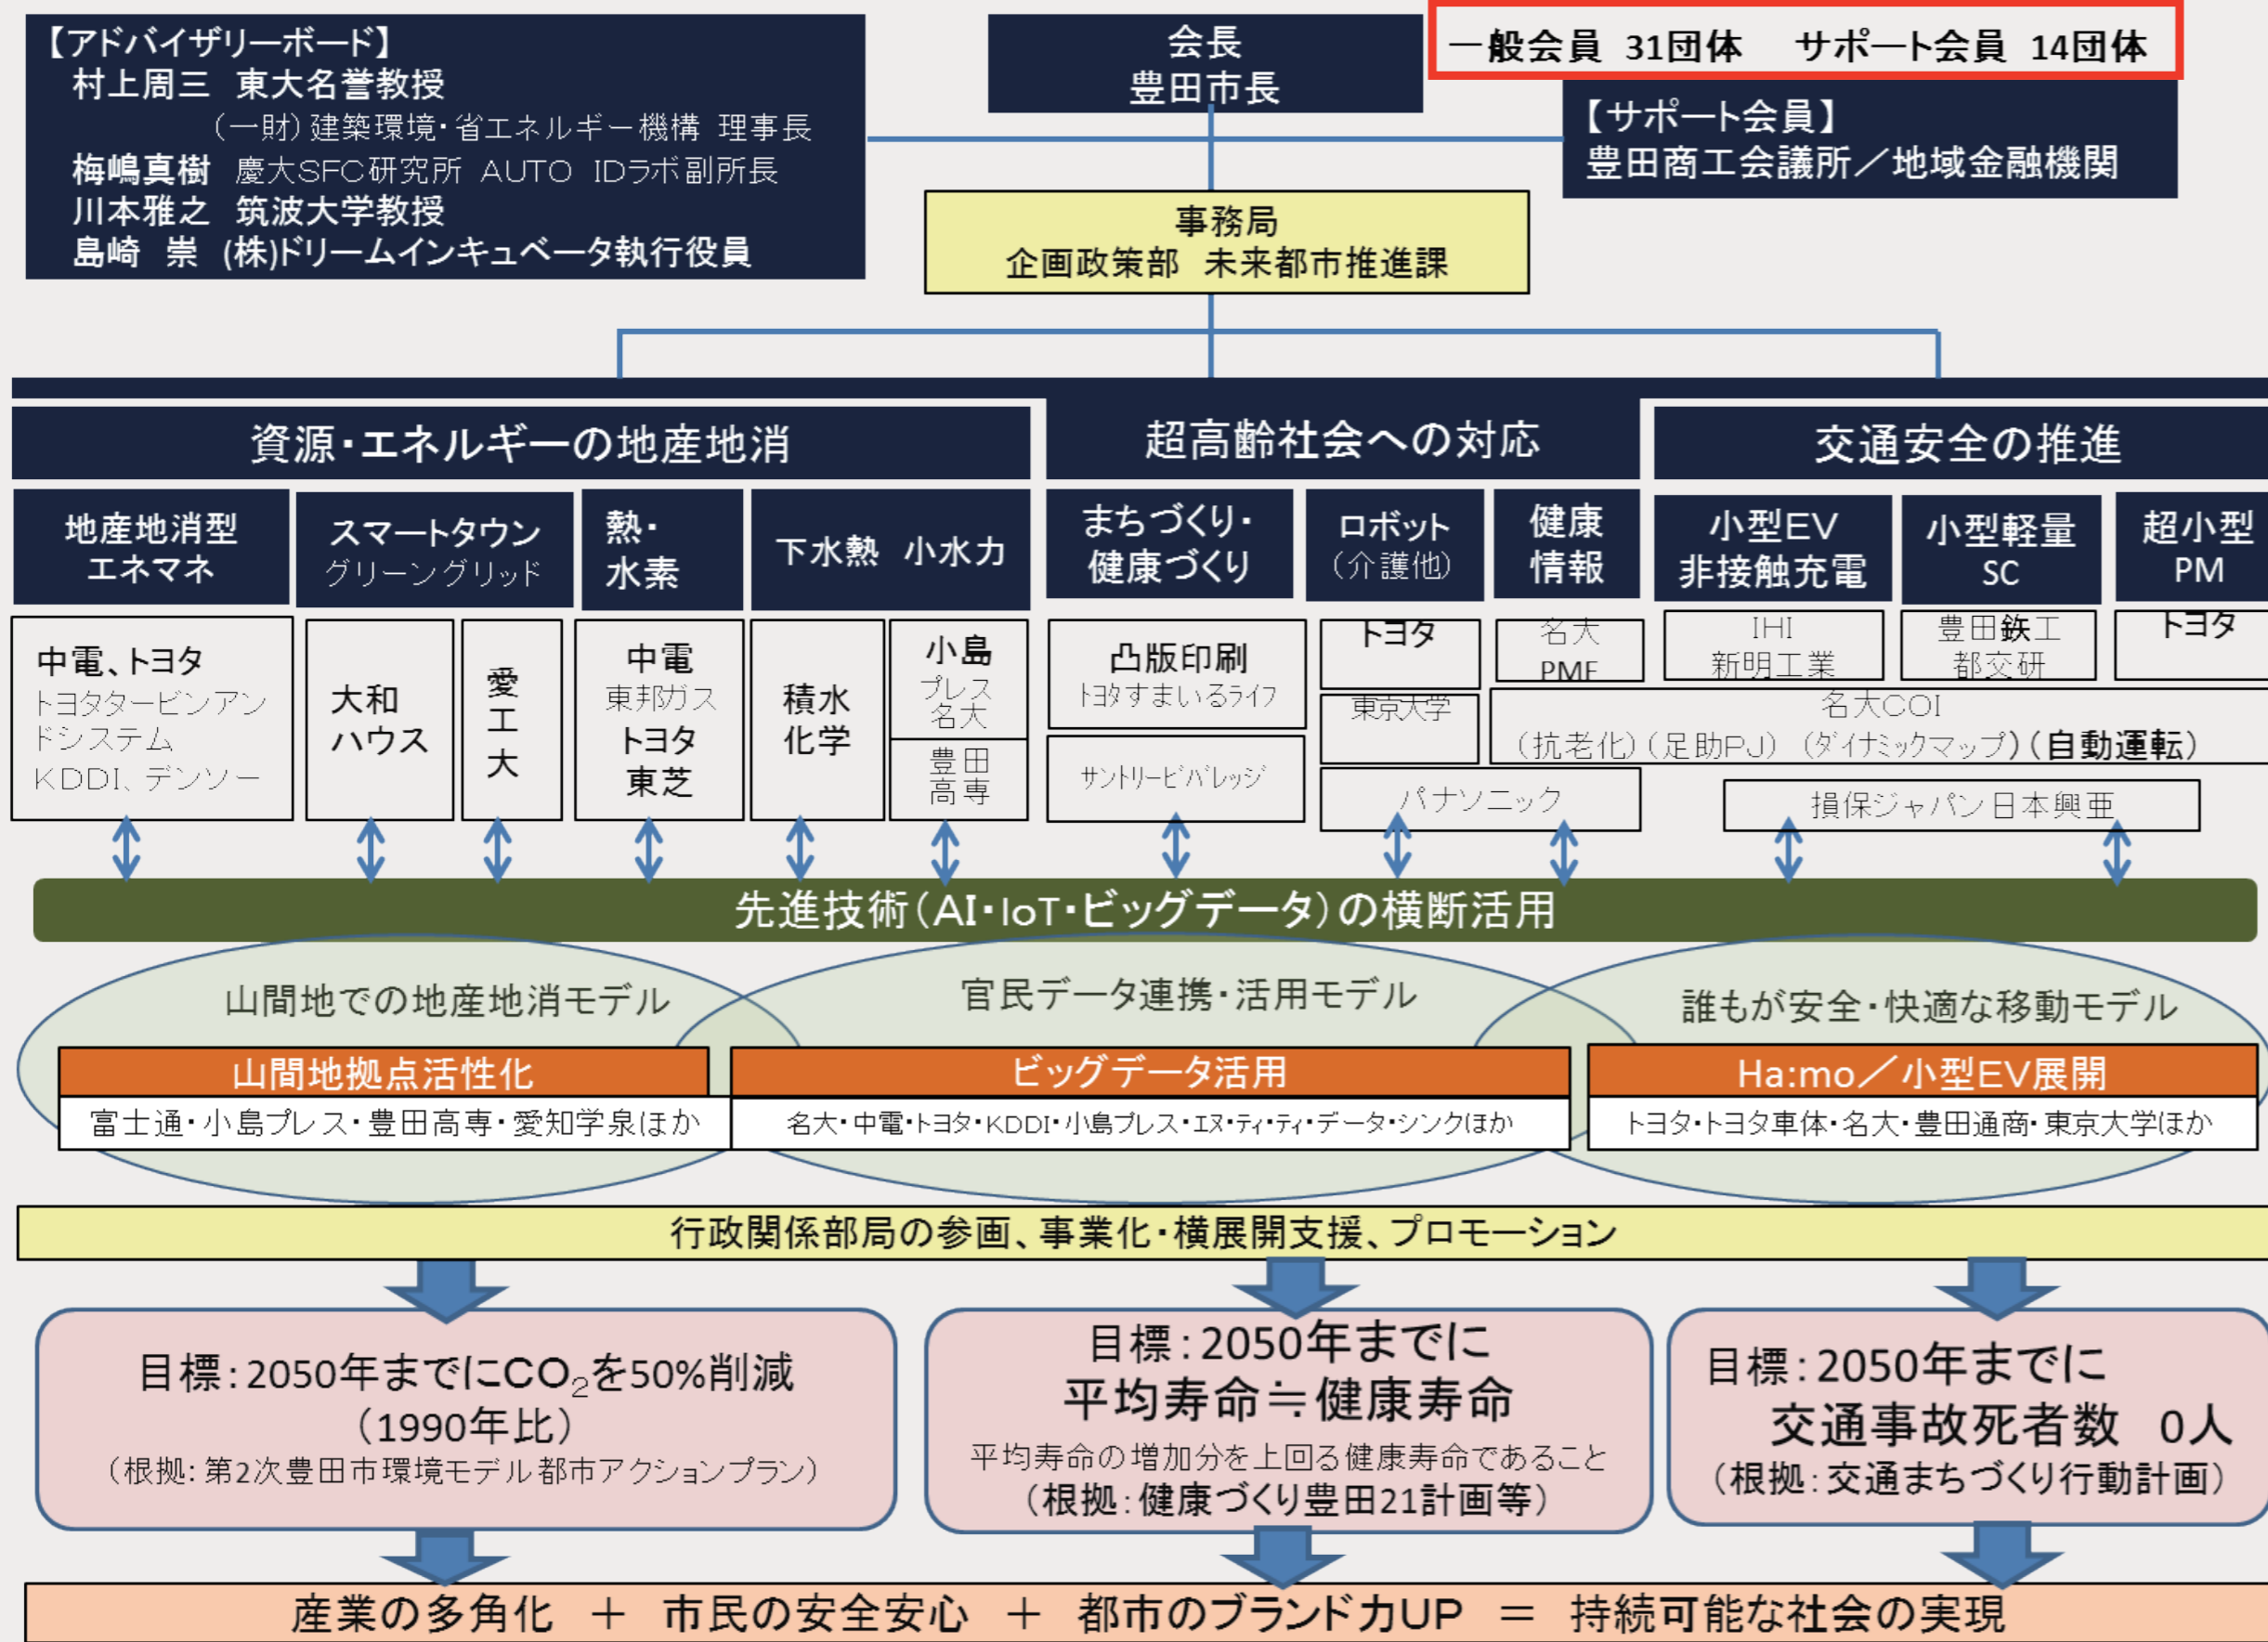 【アドバイザリーボード】
村上周三 東大名誉教授
(一財)建築環境・省エネルギー機構 理事長
梅嶋真樹 慶大SFC研究所 AUTO IDラボ副所長
川本雅之 筑波大学教授
島崎 崇 (株)ドリームインキュベータ執行役員
会長
豊田市長
一般会員 31団体 サポート会員 14団体
【サポート会員】
豊田商工会議所／地域金融機関
事務局
企画政策部 未来都市推進課
資源・エネルギーの地産地消
超高齢社会への対応
交通安全の推進
地産地消型
エネマネ
スマートタウン
グリーングリッド
熱・
水素
下水熱 小水力
まちづくり・
健康づくり
ロボット
(介護他)
健康
情報
小型EV
非接触充電
小型軽量
SC
超小型
PM
中電、トヨタ
トヨタタービンアン
ドシステム
KDDI、デンソー
大和
ハウス
愛
工
大
中電
東邦ガス
トヨタ
東芝
積水
化学
小島
プレス
名大
豊田
高専
凸版印刷
トヨタすまいるライフ
サントリービバレッジ
トヨタ
東京大学
名大
PMF
パナソニック
IHI
新明工業
豊田鉄工
都交研
トヨタ
名大COI
(抗老化)(足助PJ) (ダイナミックマップ)(自動運転)
損保ジャパン日本興亜
先進技術(AI・IoT・ビッグデータ)の横断活用
山間地での地産地消モデル
官民データ連携・活用モデル
誰もが安全・快適な移動モデル
山間地拠点活性化
富士通・小島プレス・豊田高専・愛知学泉ほか
ビッグデータ活用
名大・中電・トヨタ・KDDI・小島プレス・エヌ・ティ・ティ・データ・シンクほか
Ha:mo／小型EV展開
トヨタ・トヨタ車体・名大・豊田通商・東京大学ほか
行政関係部局の参画、事業化・横展開支援、プロモーション
目標：2050年までにCO₂を50%削減
(1990年比)
(根拠：第2次豊田市環境モデル都市アクションプラン)
目標：2050年までに
平均寿命≒健康寿命
平均寿命の増加分を上回る健康寿命であること
(根拠：健康づくり豊田21計画等)
目標：2050年までに
交通事故死者数 0人
(根拠：交通まちづくり行動計画)
産業の多角化 ＋ 市民の安全安心 ＋ 都市のブランド力UP ＝ 持続可能な社会の実現